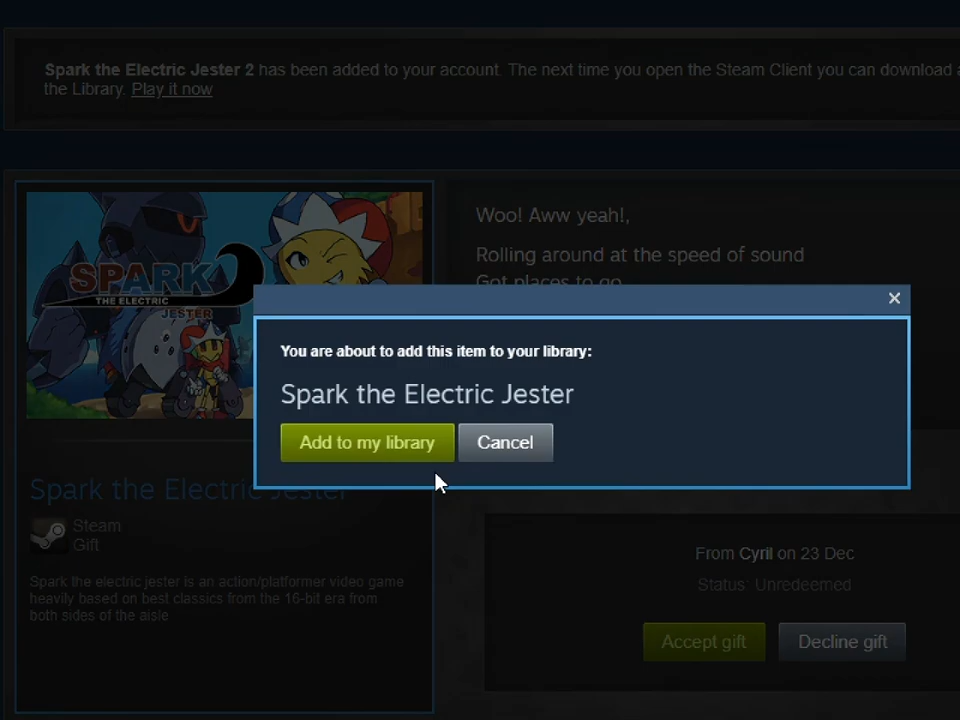 Spark the Electric Jester 2 has been added to your account. The next time you open the Steam Client you can download
the Library. Play it now
Woo! Aww yeah!,
Rolling around at the speed of sound
Got places to go
SPARK
THE ELECTRIC
JESTER
You are about to add this item to your library:
Spark the Electric Jester
Add to my library
Cancel
Spark the Electric Jester
Steam
Gift
Spark the electric jester is an action/platformer video game
heavily based on best classics from the 16-bit era from
both sides of the aisle
From Cyril on 23 Dec
Status: Unredeemed
Accept gift
Decline gift